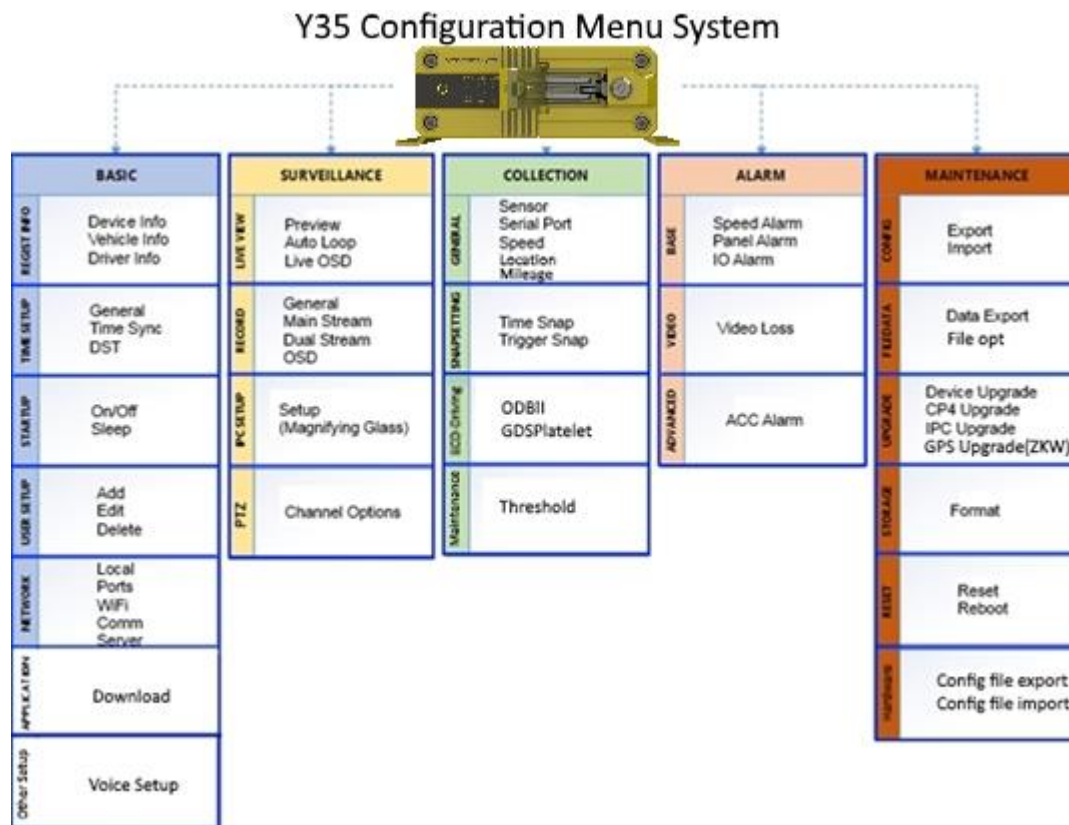 Y35 Configuration Menu System
BASIC
REGIST INFO
Device Info
Vehicle Info
Driver Info
TIME SETUP
General
Time Sync
DST
STARTUP
On/Off
Sleep
USER SETUP
Add
Edit
Delete
NETWORK
Local
Ports
WiFi
Comm
Server
APPLICATION
Download
Other Setup
Voice Setup
SURVEILLANCE
LIVE VIEW
Preview
Auto Loop
Live OSD
RECORD
General
Main Stream
Dual Stream
OSD
IPC SETUP
Setup
(Magnifying Glass)
PTZ
Channel Options
COLLECTION
GENERAL
Sensor
Serial Port
Speed
Location
Mileage
SNAPSETTING
Time Snap
Trigger Snap
ECO-Driving
ODBII
GDSPlatelet
Maintenance
Threshold
ALARM
BASE
Speed Alarm
Panel Alarm
IO Alarm
VIDEO
Video Loss
ADVANCED
ACC Alarm
MAINTENANCE
CONFIG
Export
Import
FILEDATA
Data Export
File opt
UPGRADE
Device Upgrade
CP4 Upgrade
IPC Upgrade
GPS Upgrade(ZKW)
STORAGE
Format
RESET
Reset
Reboot
Hardware
Config file export
Config file import